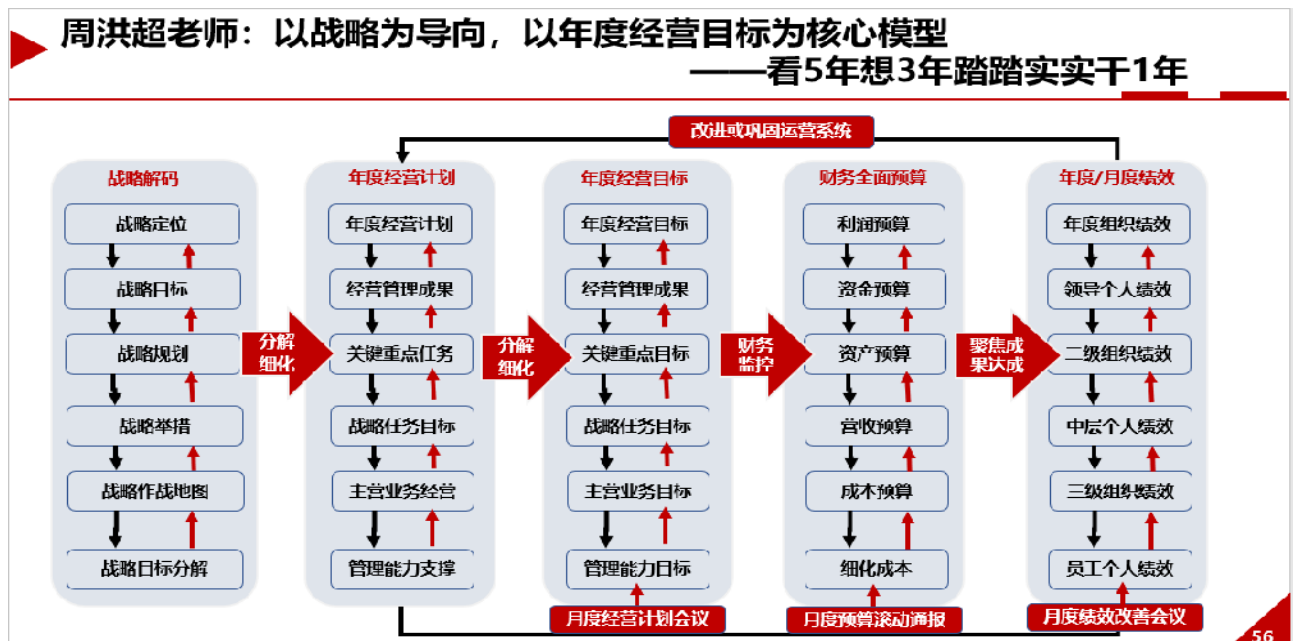 周洪超老师：以战略为导向，以年度经营目标为核心模型
——看5年想3年踏踏实实干1年
改进或巩固运营系统
战略解码
战略定位
战略目标
战略规划
战略举措
战略作战地图
战略目标分解
分解
细化
年度经营计划
年度经营计划
经营管理成果
关键重点任务
战略任务目标
主营业务经营
管理能力支撑
分解
细化
年度经营目标
年度经营目标
经营管理成果
关键重点目标
战略任务目标
主营业务目标
管理能力目标
月度经营计划会议
财务
监控
财务全面预算
利润预算
资金预算
资产预算
营收预算
成本预算
细化成本
月度预算滚动通报
聚焦成
果达成
年度/月度绩效
年度组织绩效
领导个人绩效
二级组织绩效
中层个人绩效
三级组织绩效
员工个人绩效
月度绩效改善会议
56